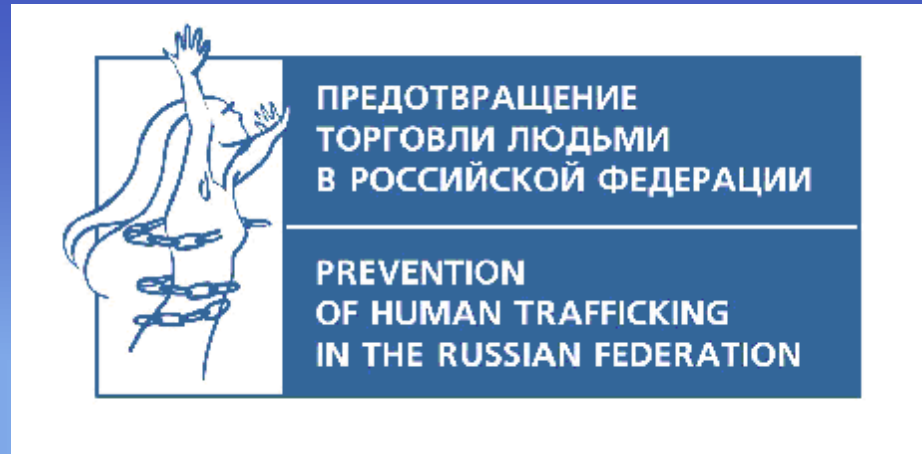 ПРЕДОТВРАЩЕНИЕ
ТОРГОВЛИ ЛЮДЬМИ
В РОССИЙСКОЙ ФЕДЕРАЦИИ
PREVENTION
OF HUMAN TRAFFICKING
IN THE RUSSIAN FEDERATION